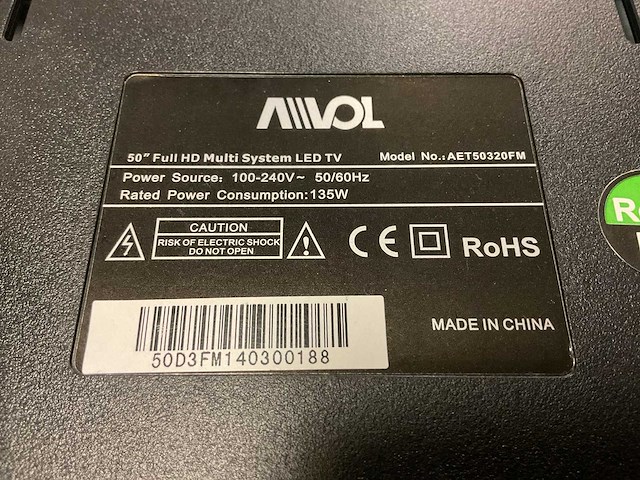 AIVOL
50" Full HD Multi System LED TV Model No.: AET50320FM
Power Source: 100-240V~ 50/60Hz
Rated Power Consumption:135W
CAUTION
RISK OF ELECTRIC SHOCK
DO NOT OPEN
CE RoHS
MADE IN CHINA
50D3FM140300188